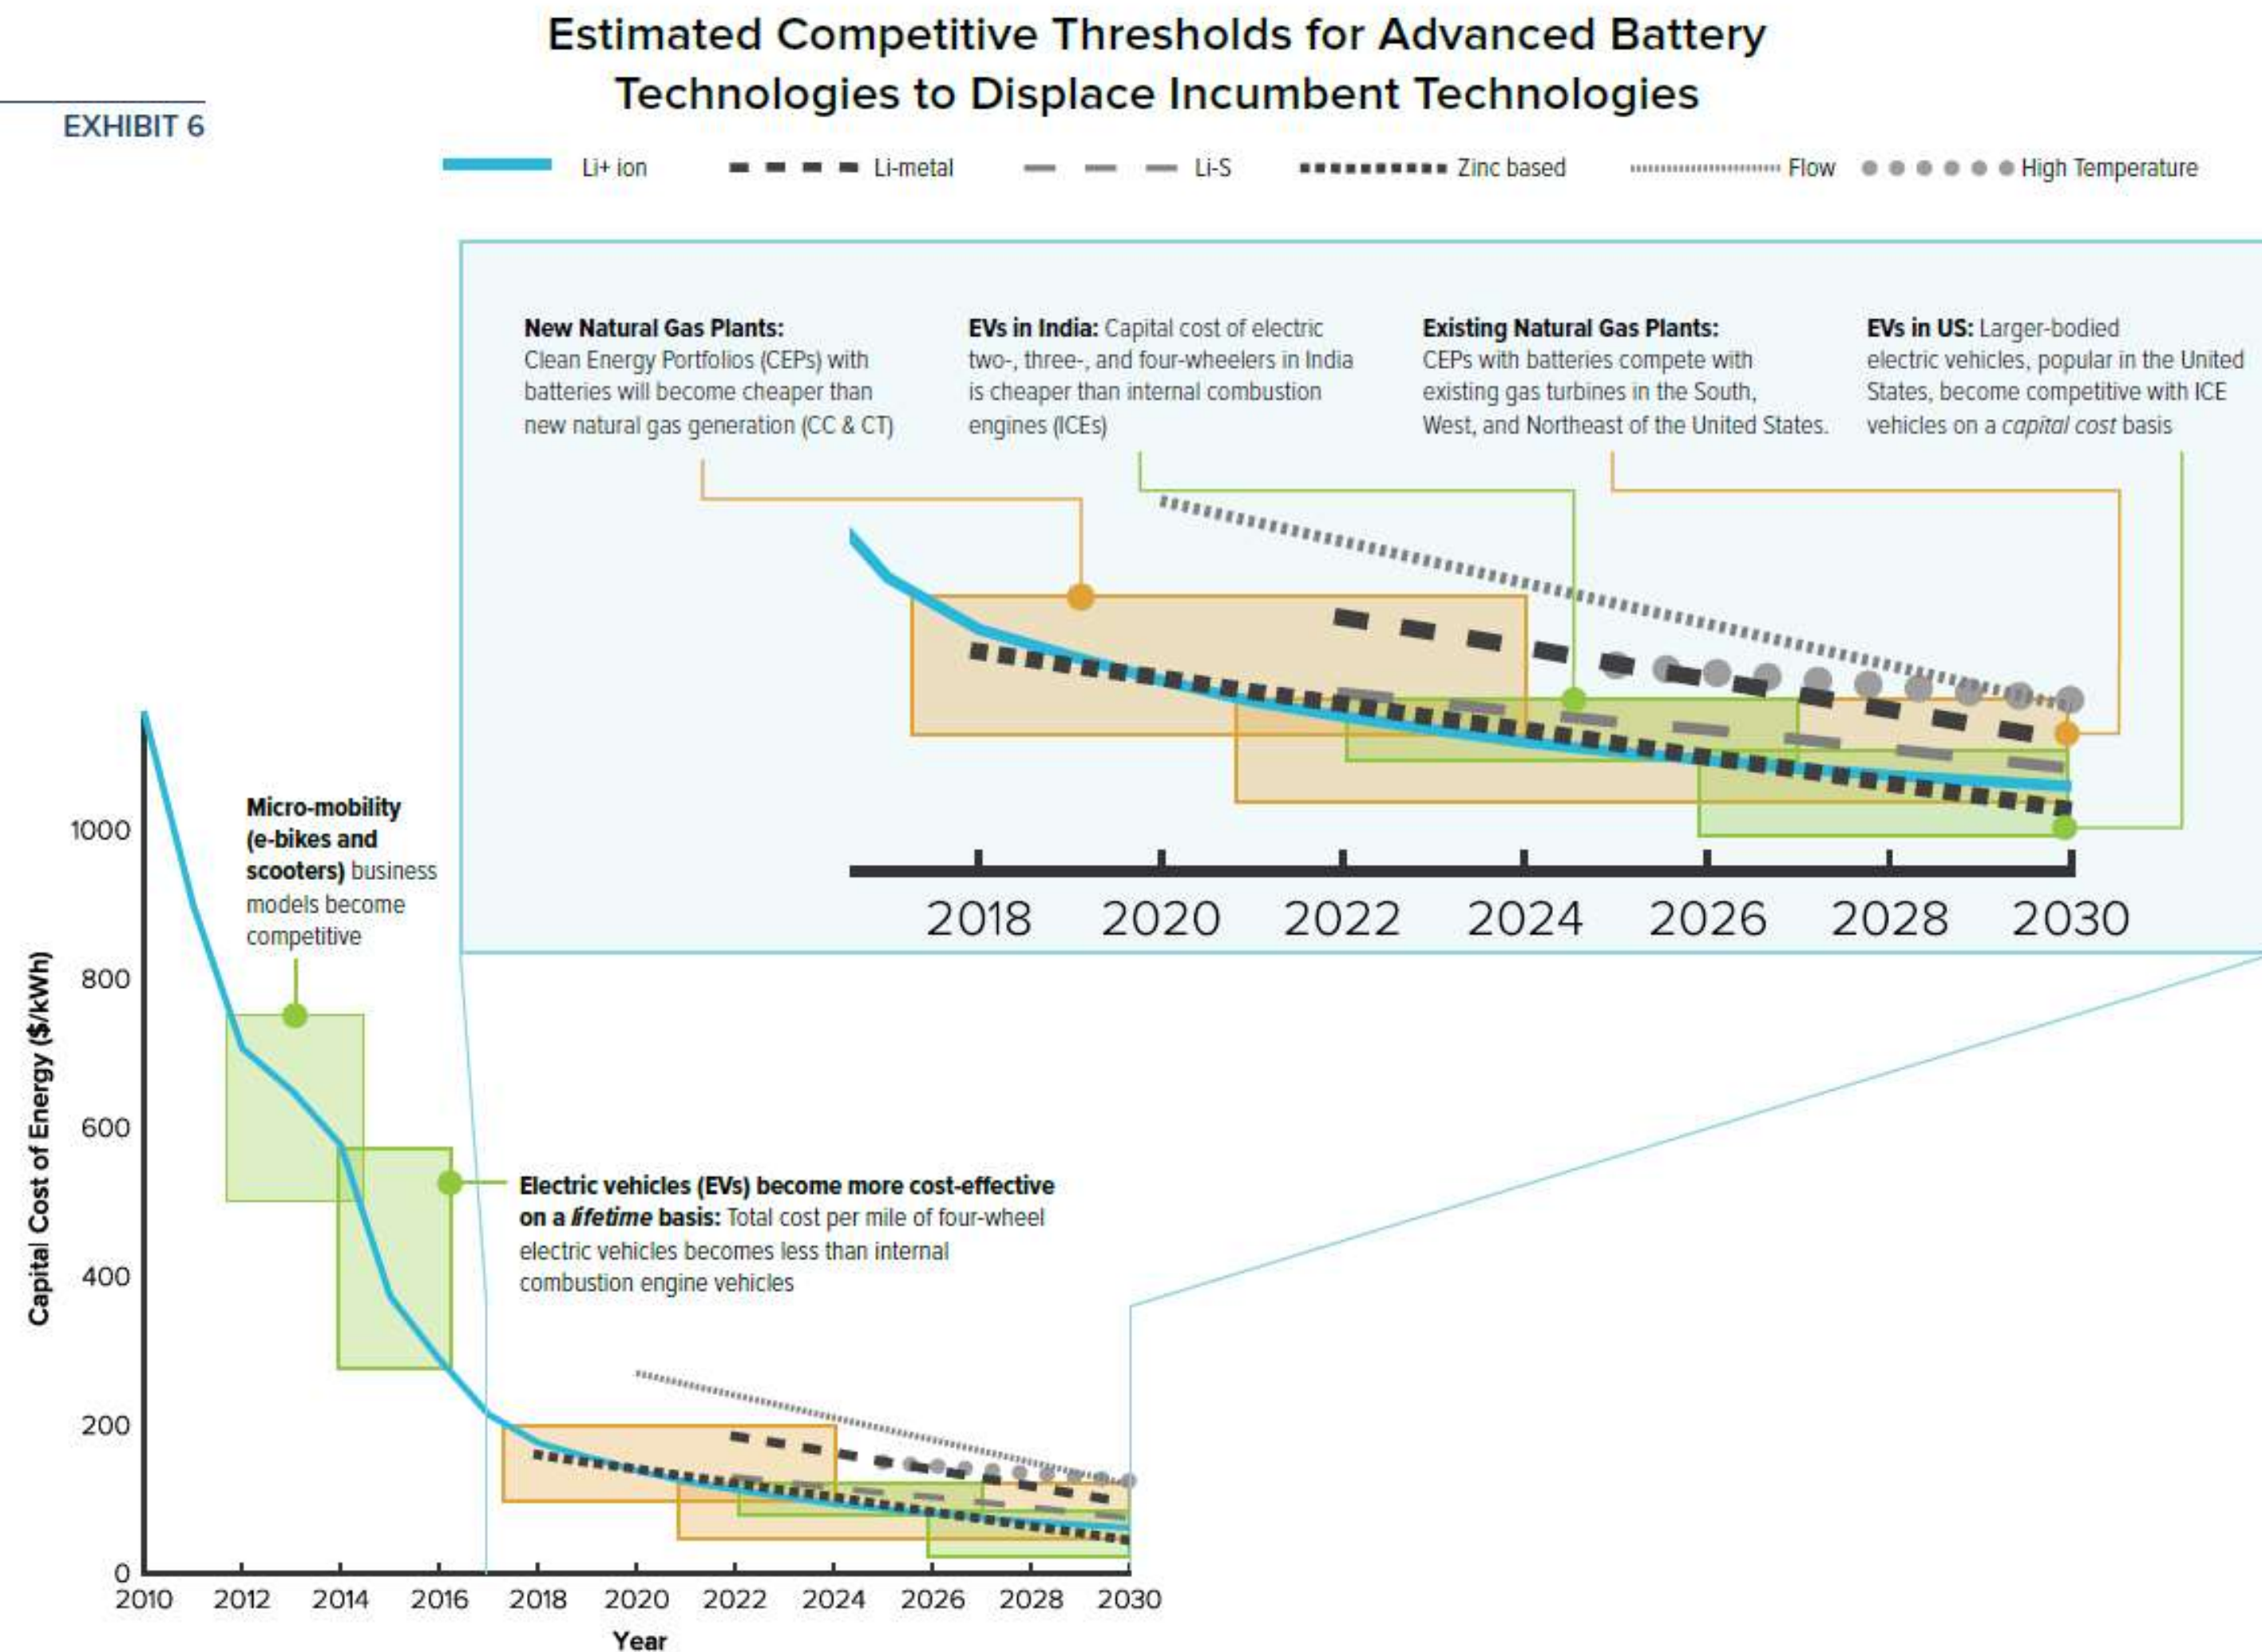 Estimated Competitive Thresholds for Advanced Battery
Technologies to Displace Incumbent Technologies
EXHIBIT 6
Li+ ion
Li-metal
Li-S
Zinc based
Flow
High Temperature
New Natural Gas Plants:
Clean Energy Portfolios (CEPs) with
batteries will become cheaper than
new natural gas generation (CC & CT)
EVs in India: Capital cost of electric
two-, three-, and four-wheelers in India
is cheaper than internal combustion
engines (ICEs)
Existing Natural Gas Plants:
CEPs with batteries compete with
existing gas turbines in the South,
West, and Northeast of the United States.
EVs in US: Larger-bodied
electric vehicles, popular in the United
States, become competitive with ICE
vehicles on a capital cost basis
2018 2020 2022 2024 2026 2028 2030
Micro-mobility
(e-bikes and
scooters) business
models become
competitive
Electric vehicles (EVs) become more cost-effective
on a lifetime basis: Total cost per mile of four-wheel
electric vehicles becomes less than internal
combustion engine vehicles
Capital Cost of Energy ($/kWh)
1000
800
600
400
200
0
2010 2012 2014 2016 2018 2020 2022 2024 2026 2028 2030
Year